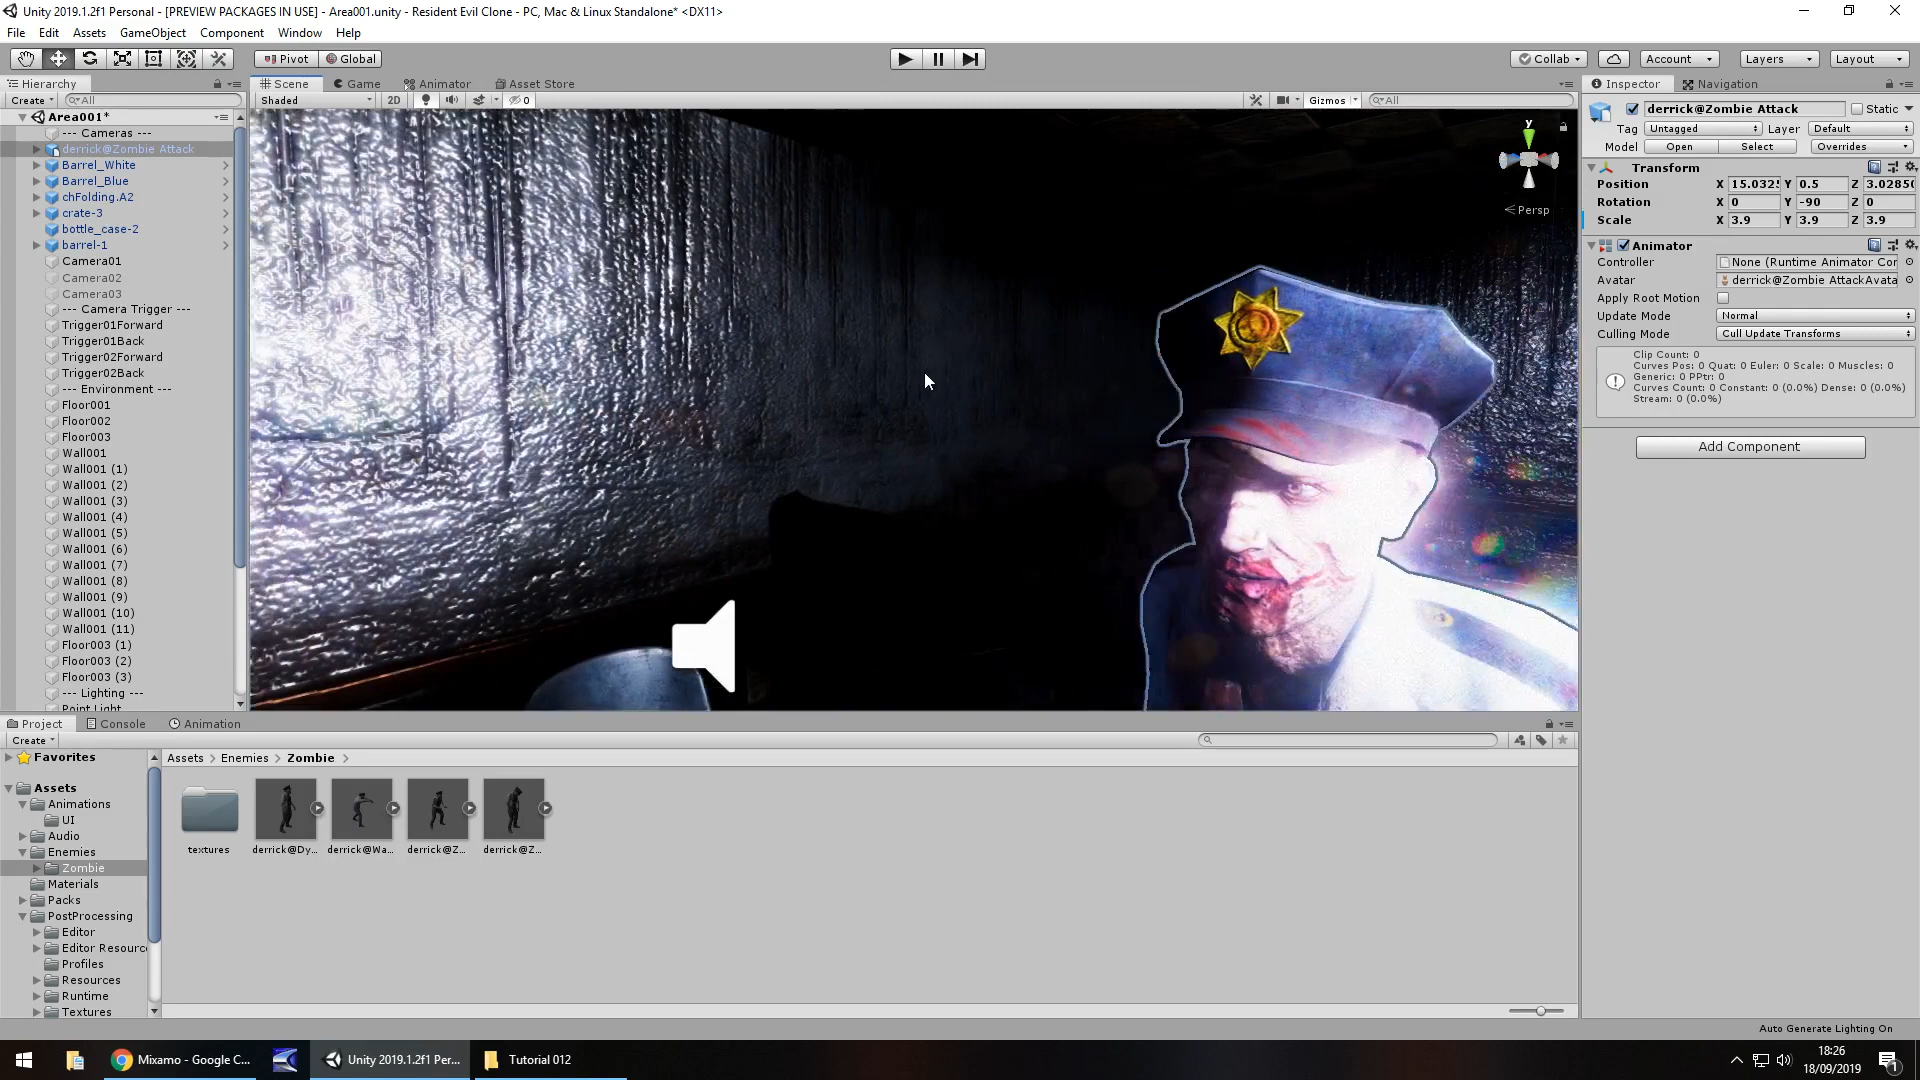 Unity 2019.1.2f1 Personal - [PREVIEW PACKAGES IN USE] - Area001.unity - Resident Evil Clone - PC, Mac & Linux Standalone* <DX11>
File Edit Assets GameObject Component Window Help
Pivot Global Collab Account Layers Layout
Hierarchy Scene Game Animator Asset Store Inspector Navigation
Create All Shaded 2D 0 Gizmos All
derrick@Zombie Attack Static
Tag Untagged Layer Default
Model Open Select Overrides
Area001*
--- Cameras ---
derrick@Zombie Attack
Barrel_White
Barrel_Blue
chFolding.A2
crate-3
bottle_case-2
barrel-1
Camera01
Camera02
Camera03
--- Camera Trigger ---
Trigger01Forward
Trigger01Back
Trigger02Forward
Trigger02Back
--- Environment ---
Floor001
Floor002
Floor003
Wall001
Wall001 (1)
Wall001 (2)
Wall001 (3)
Wall001 (4)
Wall001 (5)
Wall001 (6)
Wall001 (7)
Wall001 (8)
Wall001 (9)
Wall001 (10)
Wall001 (11)
Floor003 (1)
Floor003 (2)
Floor003 (3)
--- Lighting ---
Point Light
y
Persp
Transform
Position X 15.032 Y 0.5 Z 3.0285
Rotation X 0 Y -90 Z 0
Scale X 3.9 Y 3.9 Z 3.9
Animator
Controller None (Runtime Animator Cor
Avatar derrick@Zombie AttackAvata
Apply Root Motion
Update Mode Normal
Culling Mode Cull Update Transforms
Clip Count: 0
Curves Pos: 0 Quat: 0 Euler: 0 Scale: 0 Muscles: 0
Generic: 0 PPtr: 0
Curves Count: 0 Constant: 0 (0.0%) Dense: 0 (0.0%)
Stream: 0 (0.0%)
Add Component
Project Console Animation
Create
Favorites
Assets
Animations
UI
Audio
Enemies
Zombie
Materials
Packs
PostProcessing
Editor
Editor Resourc
Profiles
Resources
Runtime
Textures
Assets > Enemies > Zombie >
textures derrick@Dy... derrick@Wa... derrick@Z... derrick@Z...
Auto Generate Lighting On
Mixamo - Google C... Unity 2019.1.2f1 Per... Tutorial 012
18:26
18/09/2019
1